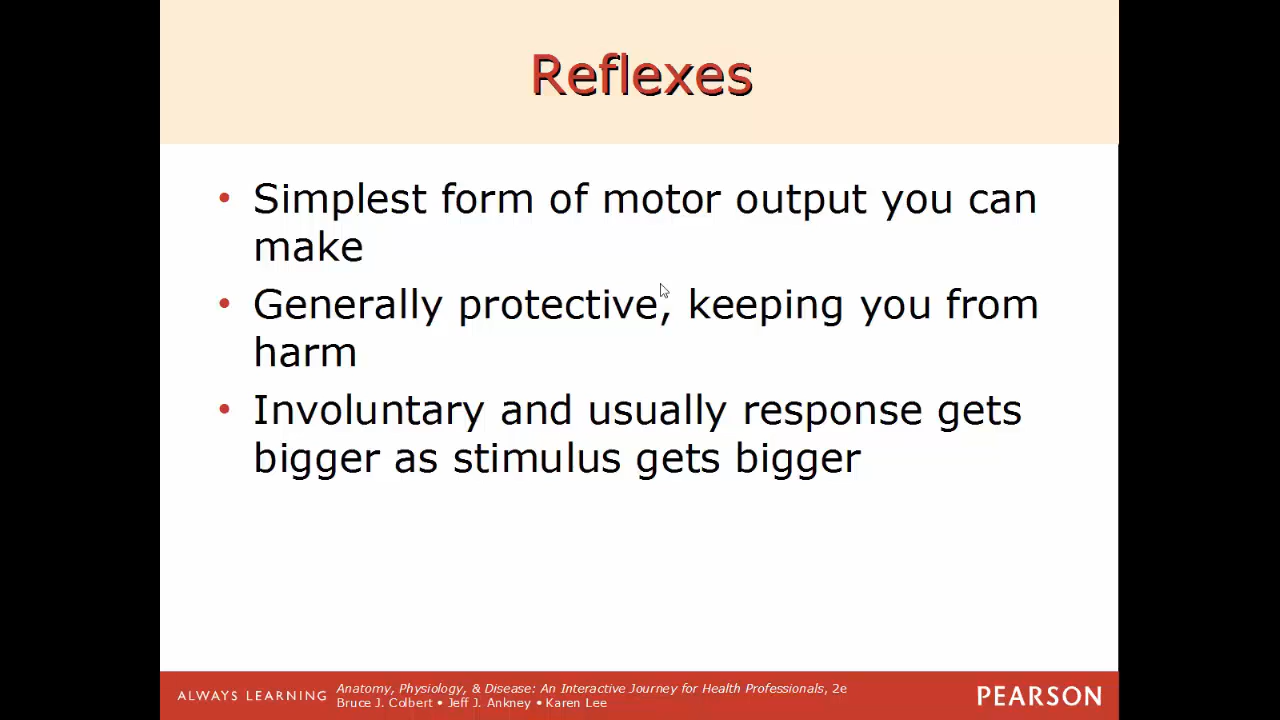 Reflexes
• Simplest form of motor output you can
make
• Generally protective, keeping you from
harm
• Involuntary and usually response gets
bigger as stimulus gets bigger
ALWAYS LEARNING
Anatomy, Physiology, & Disease: An Interactive Journey for Health Professionals, 2e
Bruce J. Colbert • Jeff J. Ankney • Karen Lee
PEARSON